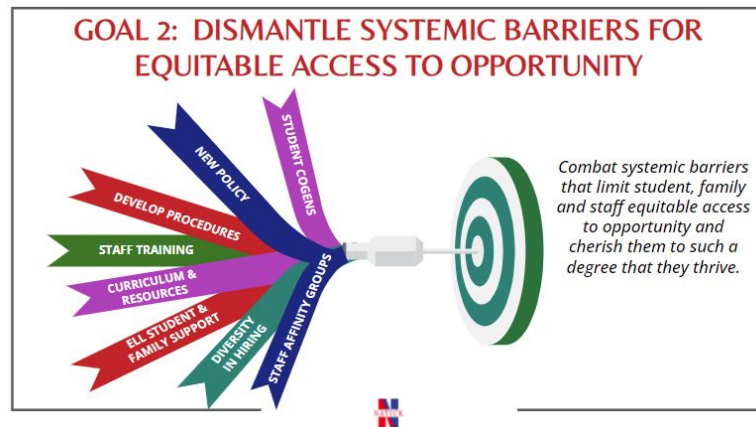 GOAL 2: DISMANTLE SYSTEMIC BARRIERS FOR
EQUITABLE ACCESS TO OPPORTUNITY
STUDENT COGENS
NEW POLICY
DEVELOP PROCEDURES
STAFF TRAINING
CURRICULUM &
RESOURCES
ELL STUDENT &
FAMILY SUPPORT
DIVERSITY
IN HIRING
STAFF AFFINITY GROUPS
Combat systemic barriers
that limit student, family
and staff equitable access
to opportunity and
cherish them to such a
degree that they thrive.
N
NATICK